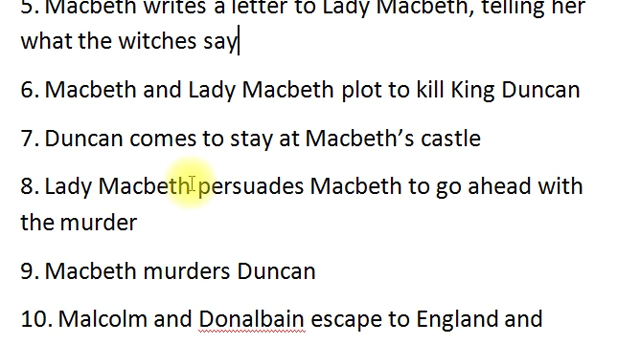 5. Macbeth writes a letter to Lady Macbeth, telling her
what the witches say
6. Macbeth and Lady Macbeth plot to kill King Duncan
7. Duncan comes to stay at Macbeth’s castle
8. Lady Macbeth persuades Macbeth to go ahead with
the murder
9. Macbeth murders Duncan
10. Malcolm and Donalbain escape to England and